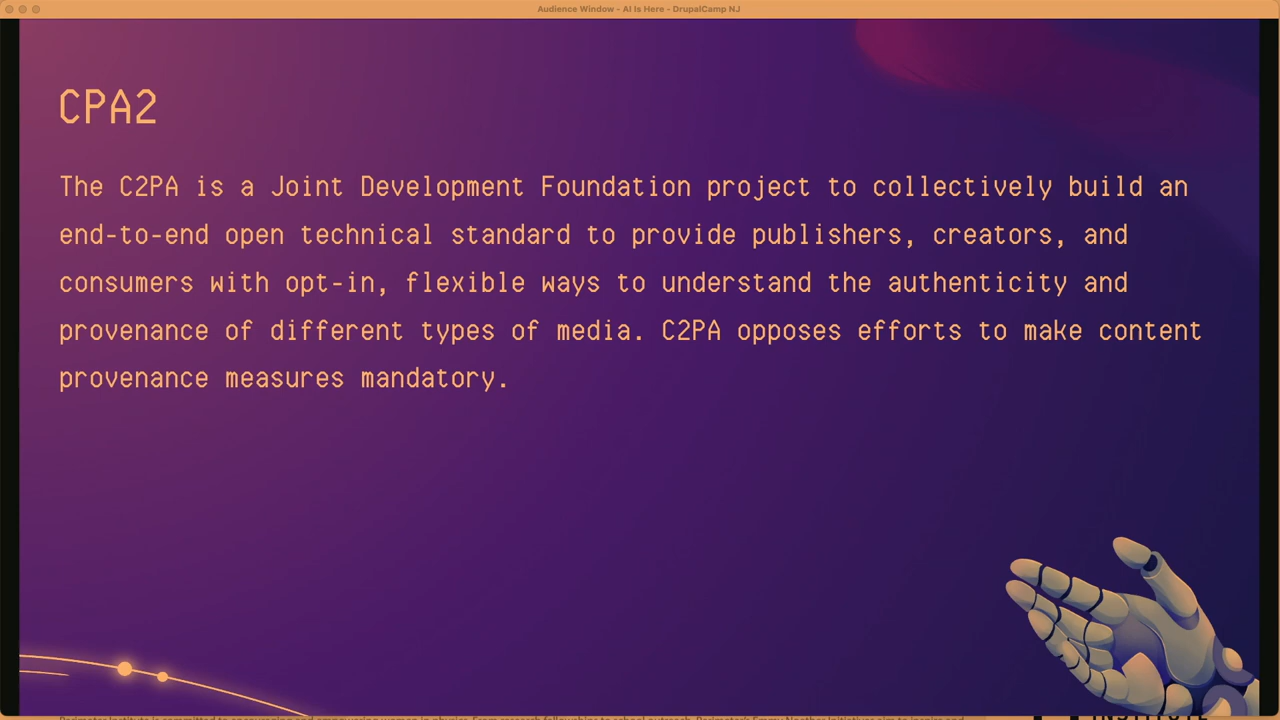 Audience Window - AI Is Here - DrupalCamp NJ
CPA2
The C2PA is a Joint Development Foundation project to collectively build an
end-to-end open technical standard to provide publishers, creators, and
consumers with opt-in, flexible ways to understand the authenticity and
provenance of different types of media. C2PA opposes efforts to make content
provenance measures mandatory.